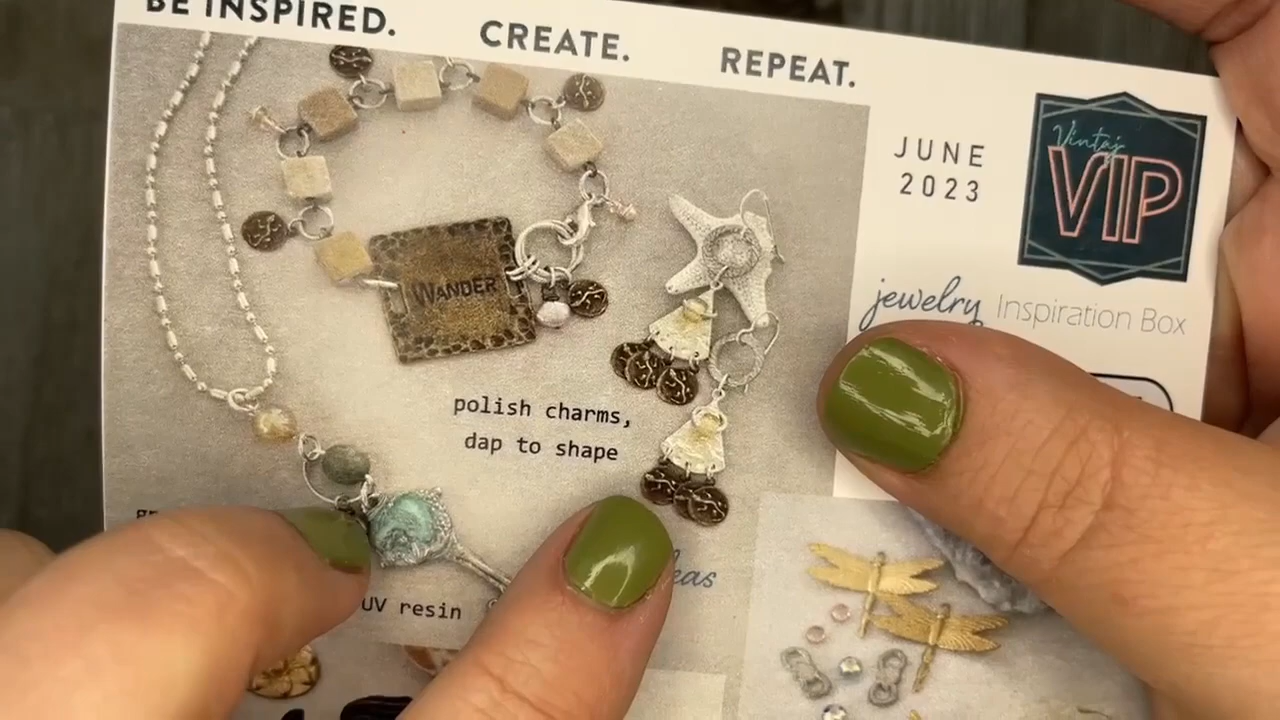 BE INSPIRED. CREATE. REPEAT.
JUNE
2023
Vintaj
VIP
jewelry Inspiration Box
WANDER
polish charms,
dap to shape
UV resin